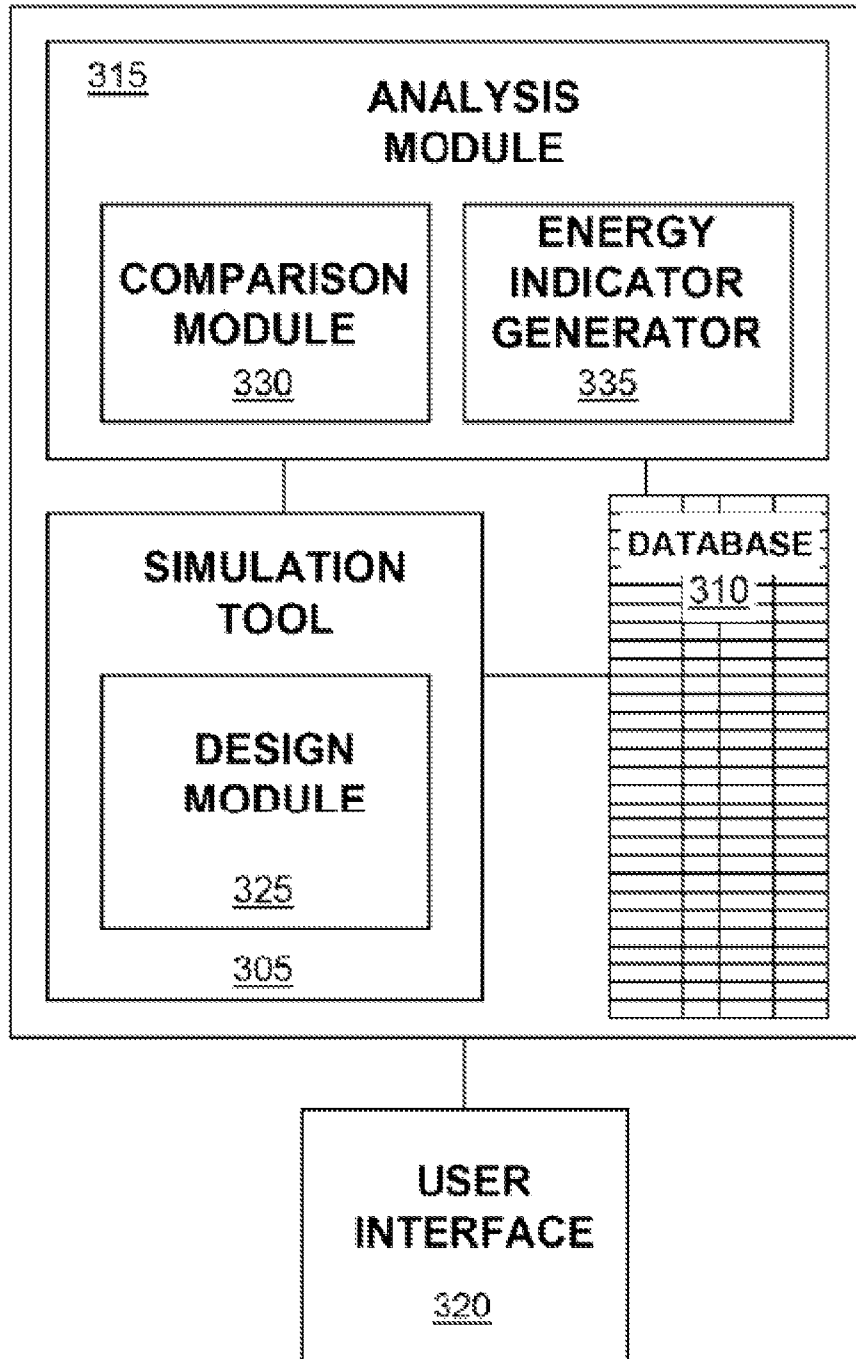 315
ANALYSIS
MODULE
COMPARISON
MODULE
330
ENERGY
INDICATOR
GENERATOR
335
SIMULATION
TOOL
DESIGN
MODULE
325
305
DATABASE
310
USER
INTERFACE
320